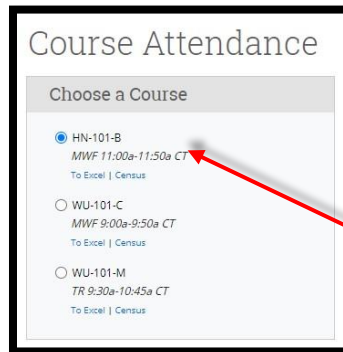 Course Attendance
Choose a Course
HN-101-B
MWF 11:00a-11:50a CT
To Excel | Census
WU-101-C
MWF 9:00a-9:50a CT
To Excel | Census
WU-101-M
TR 9:30a-10:45a CT
To Excel | Census